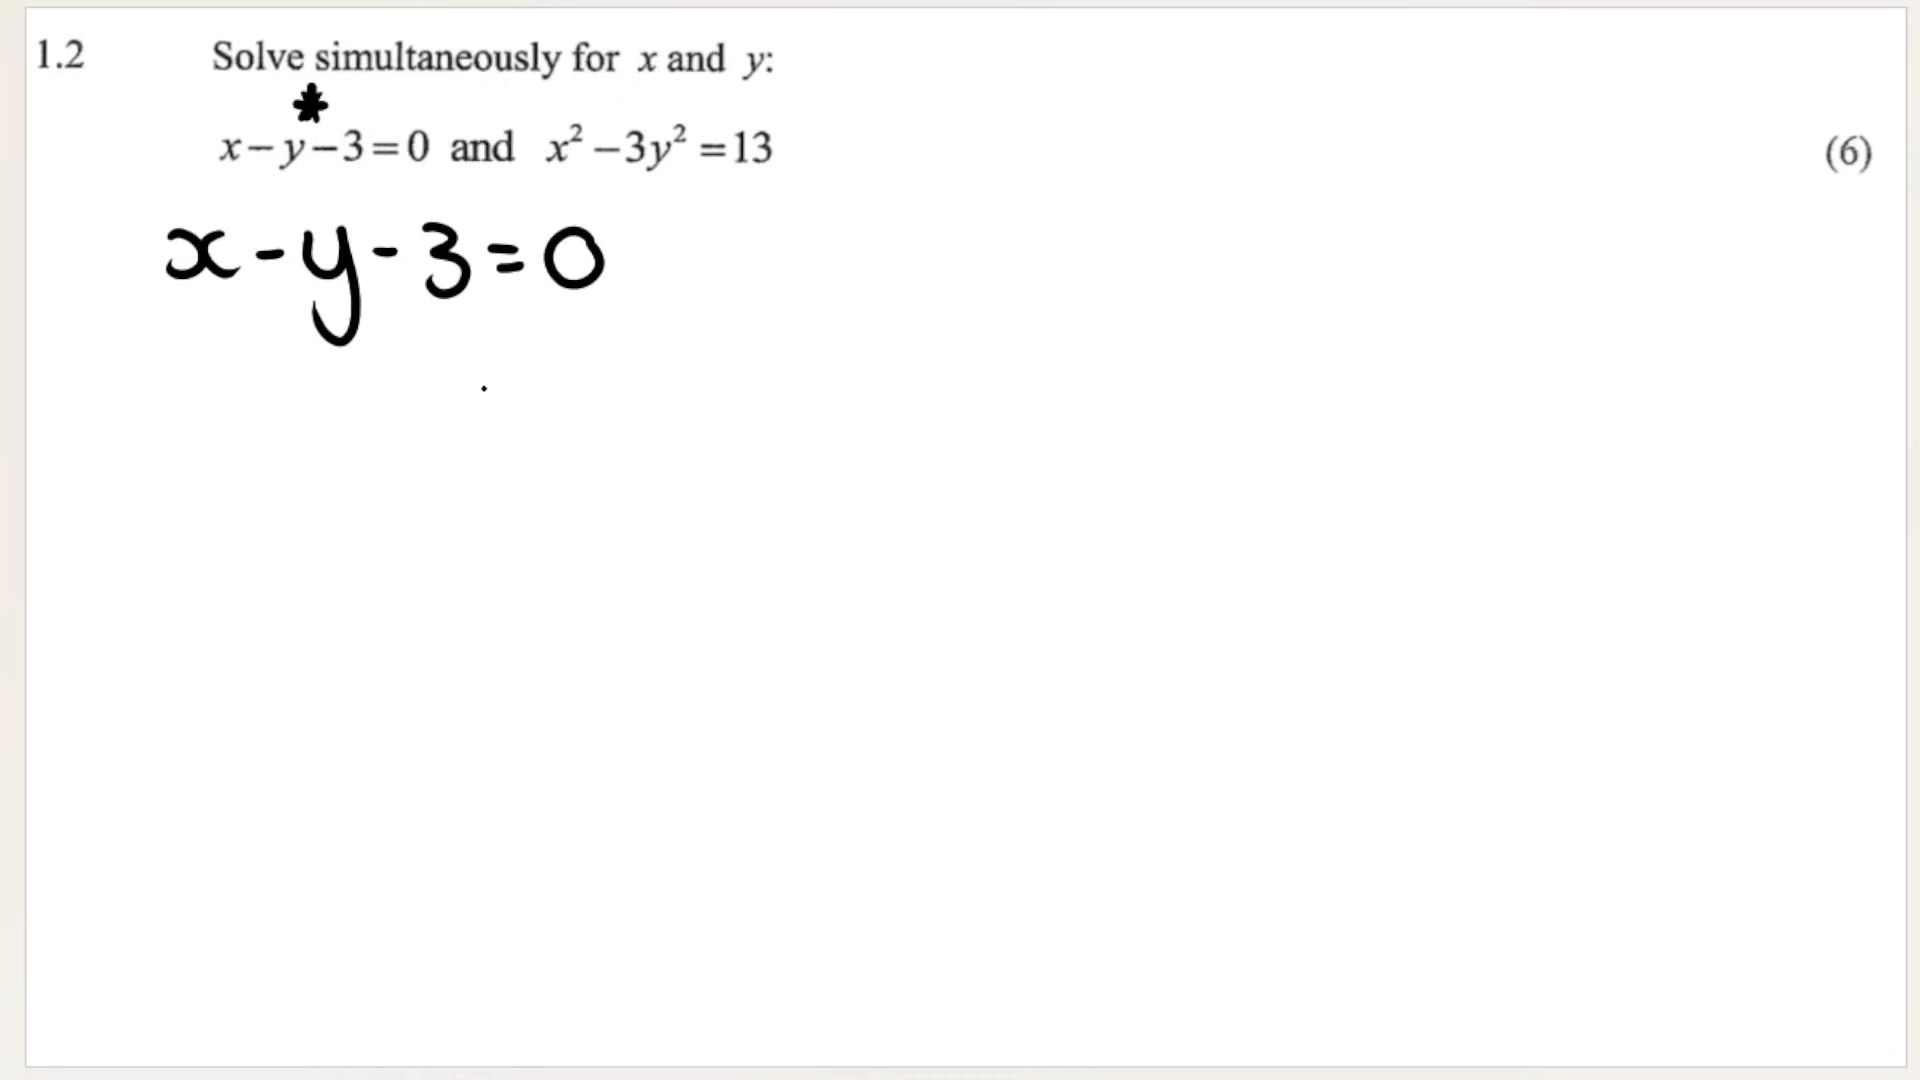 1.2 Solve simultaneously for x and y:
*
x − y − 3 = 0 and x² − 3y² = 13 (6)
x - y - 3 = 0